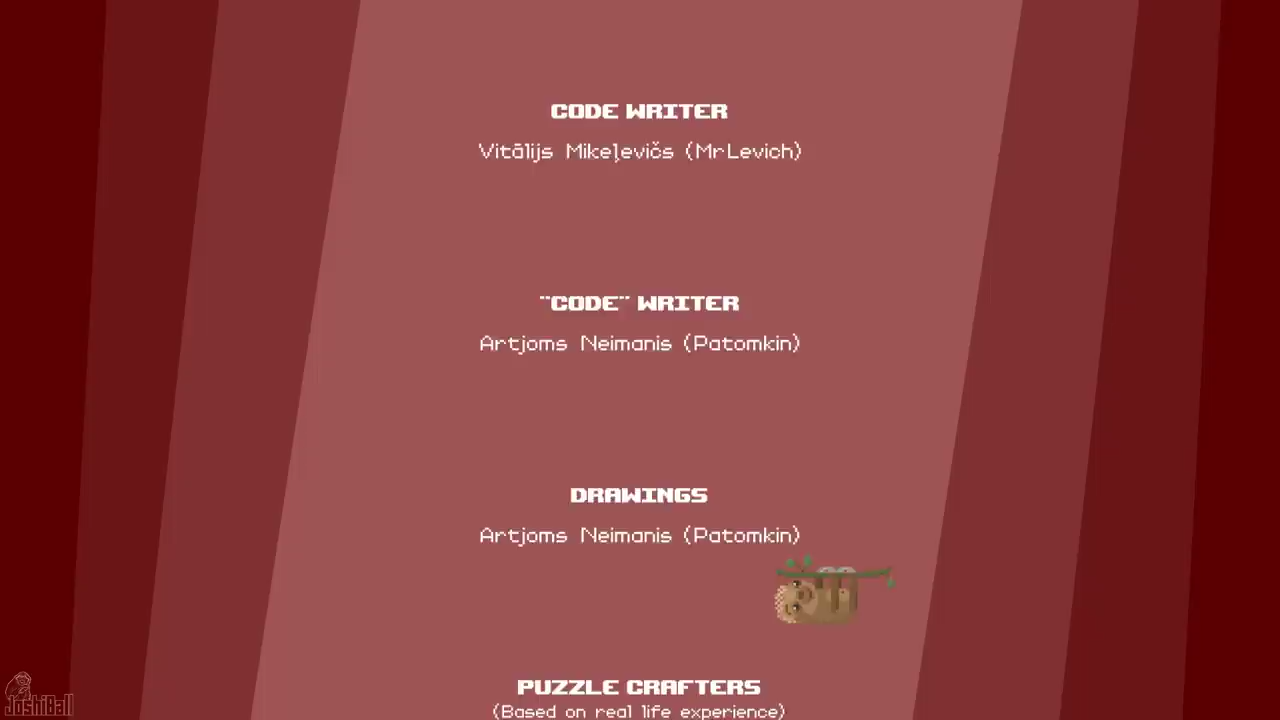 CODE WRITER
Vitālijs Mikeļevičs (MrLevich)
"CODE" WRITER
Artjoms Neimanis (Patomkin)
DRAWINGS
Artjoms Neimanis (Patomkin)
PUZZLE CRAFTERS
(Based on real life experience)
JoshiBall